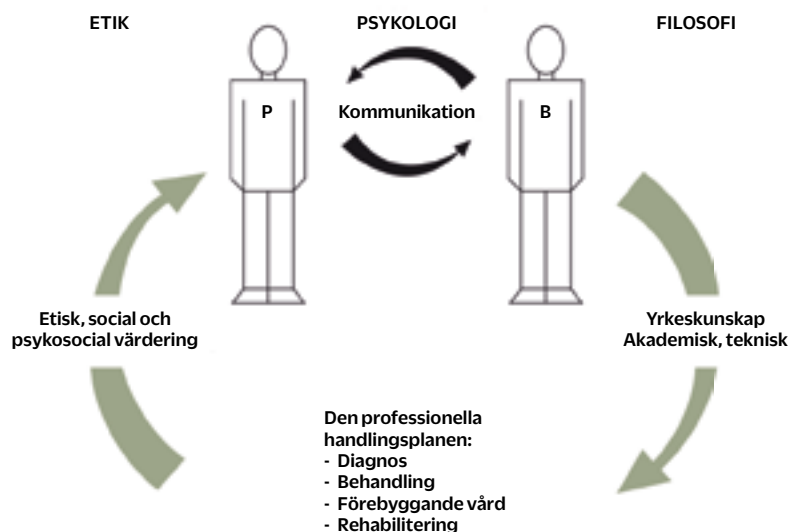 ETIK
PSYKOLOGI
FILOSOFI
P
Kommunikation
B
Etisk, social och
psykosocial värdering
Yrkeskunskap
Akademisk, teknisk
Den professionella
handlingsplanen:
- Diagnos
- Behandling
- Förebyggande vård
- Rehabilitering